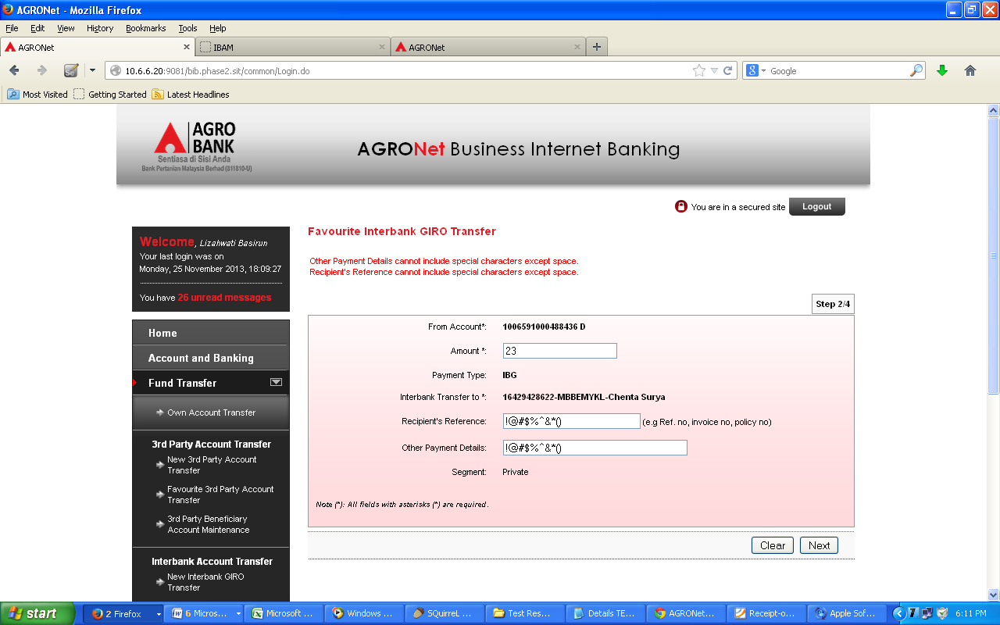 AGRONet - Mozilla Firefox
File Edit View History Bookmarks Tools Help
AGRONet
IBAM
AGRONet
10.6.6.20:9081/bib.phase2.sit/common/Login.do
Google
Most Visited Getting Started Latest Headlines
AGRO
BANK
Sentiasa di Sisi Anda
Bank Pertanian Malaysia Berhad (811810-U)
AGRONet Business Internet Banking
You are in a secured site Logout
Welcome, Lizahwati Basirun
Your last login was on
Monday, 25 November 2013, 18:09:27
You have 26 unread messages
Home
Account and Banking
Fund Transfer
Own Account Transfer
3rd Party Account Transfer
New 3rd Party Account
Transfer
Favourite 3rd Party Account
Transfer
3rd Party Beneficiary
Account Maintenance
Interbank Account Transfer
New Interbank GIRO
Transfer
Favourite Interbank GIRO Transfer
Other Payment Details cannot include special characters except space.
Recipient's Reference cannot include special characters except space.
Step 2/4
From Account*: 1006591000488436 D
Amount *: 23
Payment Type: IBG
Interbank Transfer to *: 16429428622-MBBEMYKL-Chenta Surya
Recipient's Reference: !@#$%^&*() (e.g Ref. no, invoice no, policy no)
Other Payment Details: !@#$%^&*()
Segment: Private
Note (*): All fields with asterisks (*) are required.
Clear Next
start
2 Firefox
6 Micros...
Microsoft ...
Windows ...
SQuirreL ...
Test Res...
Details TE...
AGRONet...
Receipt-o...
Apple Sof...
6:11 PM